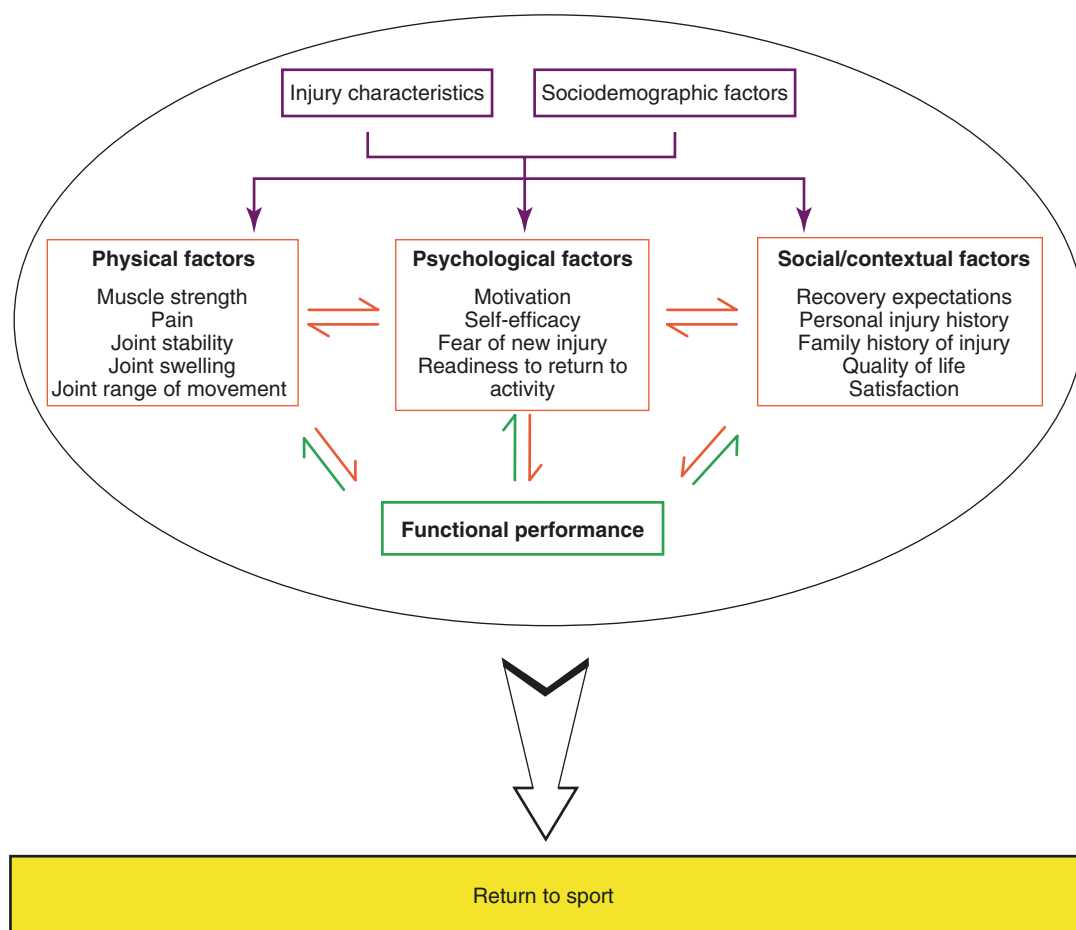 Injury characteristics
Sociodemographic factors
Physical factors
Muscle strength
Pain
Joint stability
Joint swelling
Joint range of movement
Psychological factors
Motivation
Self-efficacy
Fear of new injury
Readiness to return to
activity
Social/contextual factors
Recovery expectations
Personal injury history
Family history of injury
Quality of life
Satisfaction
Functional performance
Return to sport